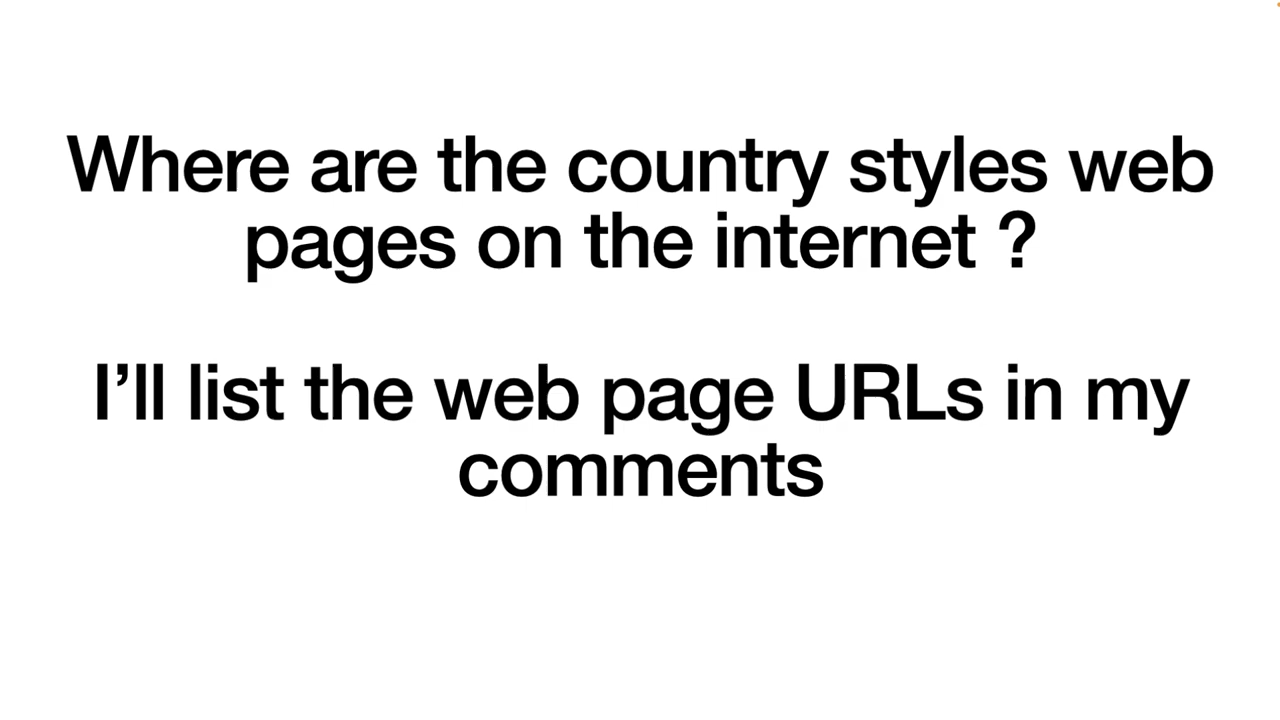 Where are the country styles web
pages on the internet ?
I’ll list the web page URLs in my
comments